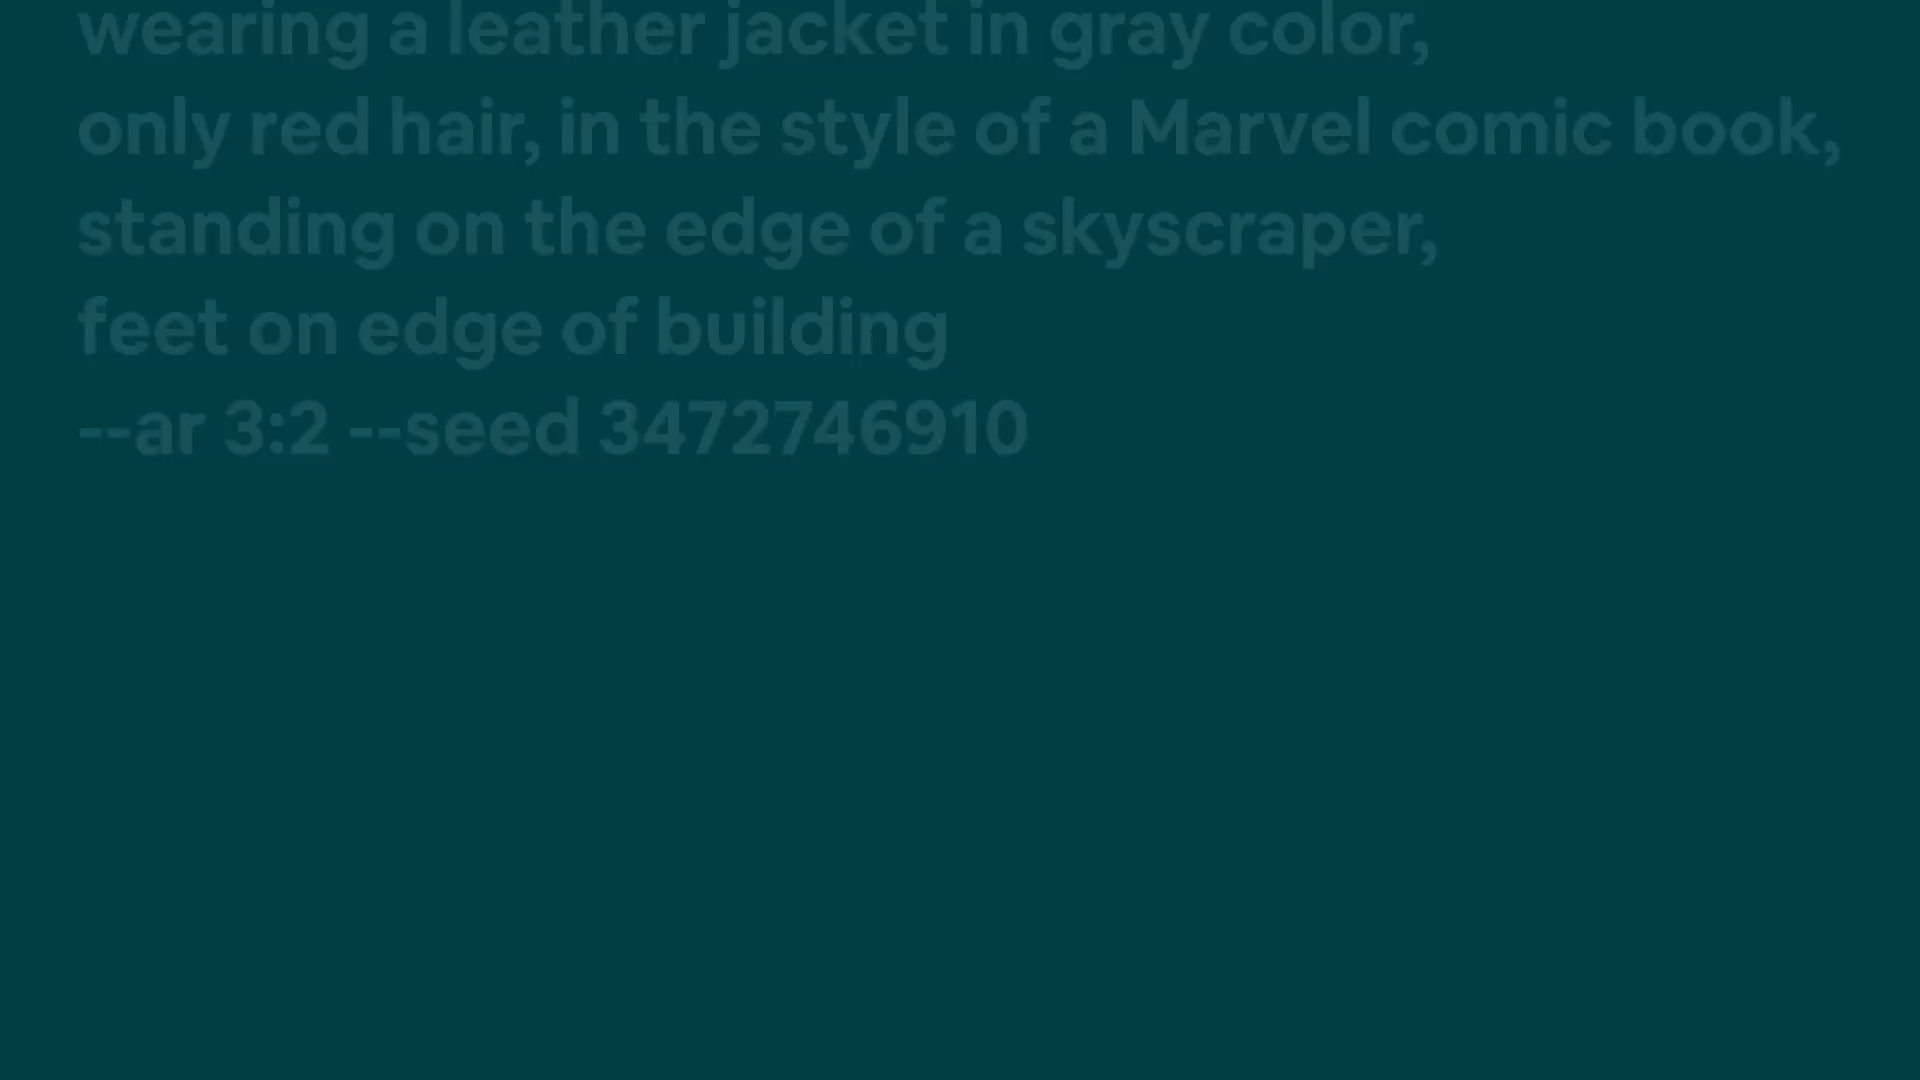 wearing a leather jacket in gray color,
only red hair, in the style of a Marvel comic book,
standing on the edge of a skyscraper,
feet on edge of building
--ar 3:2 --seed 3472746910